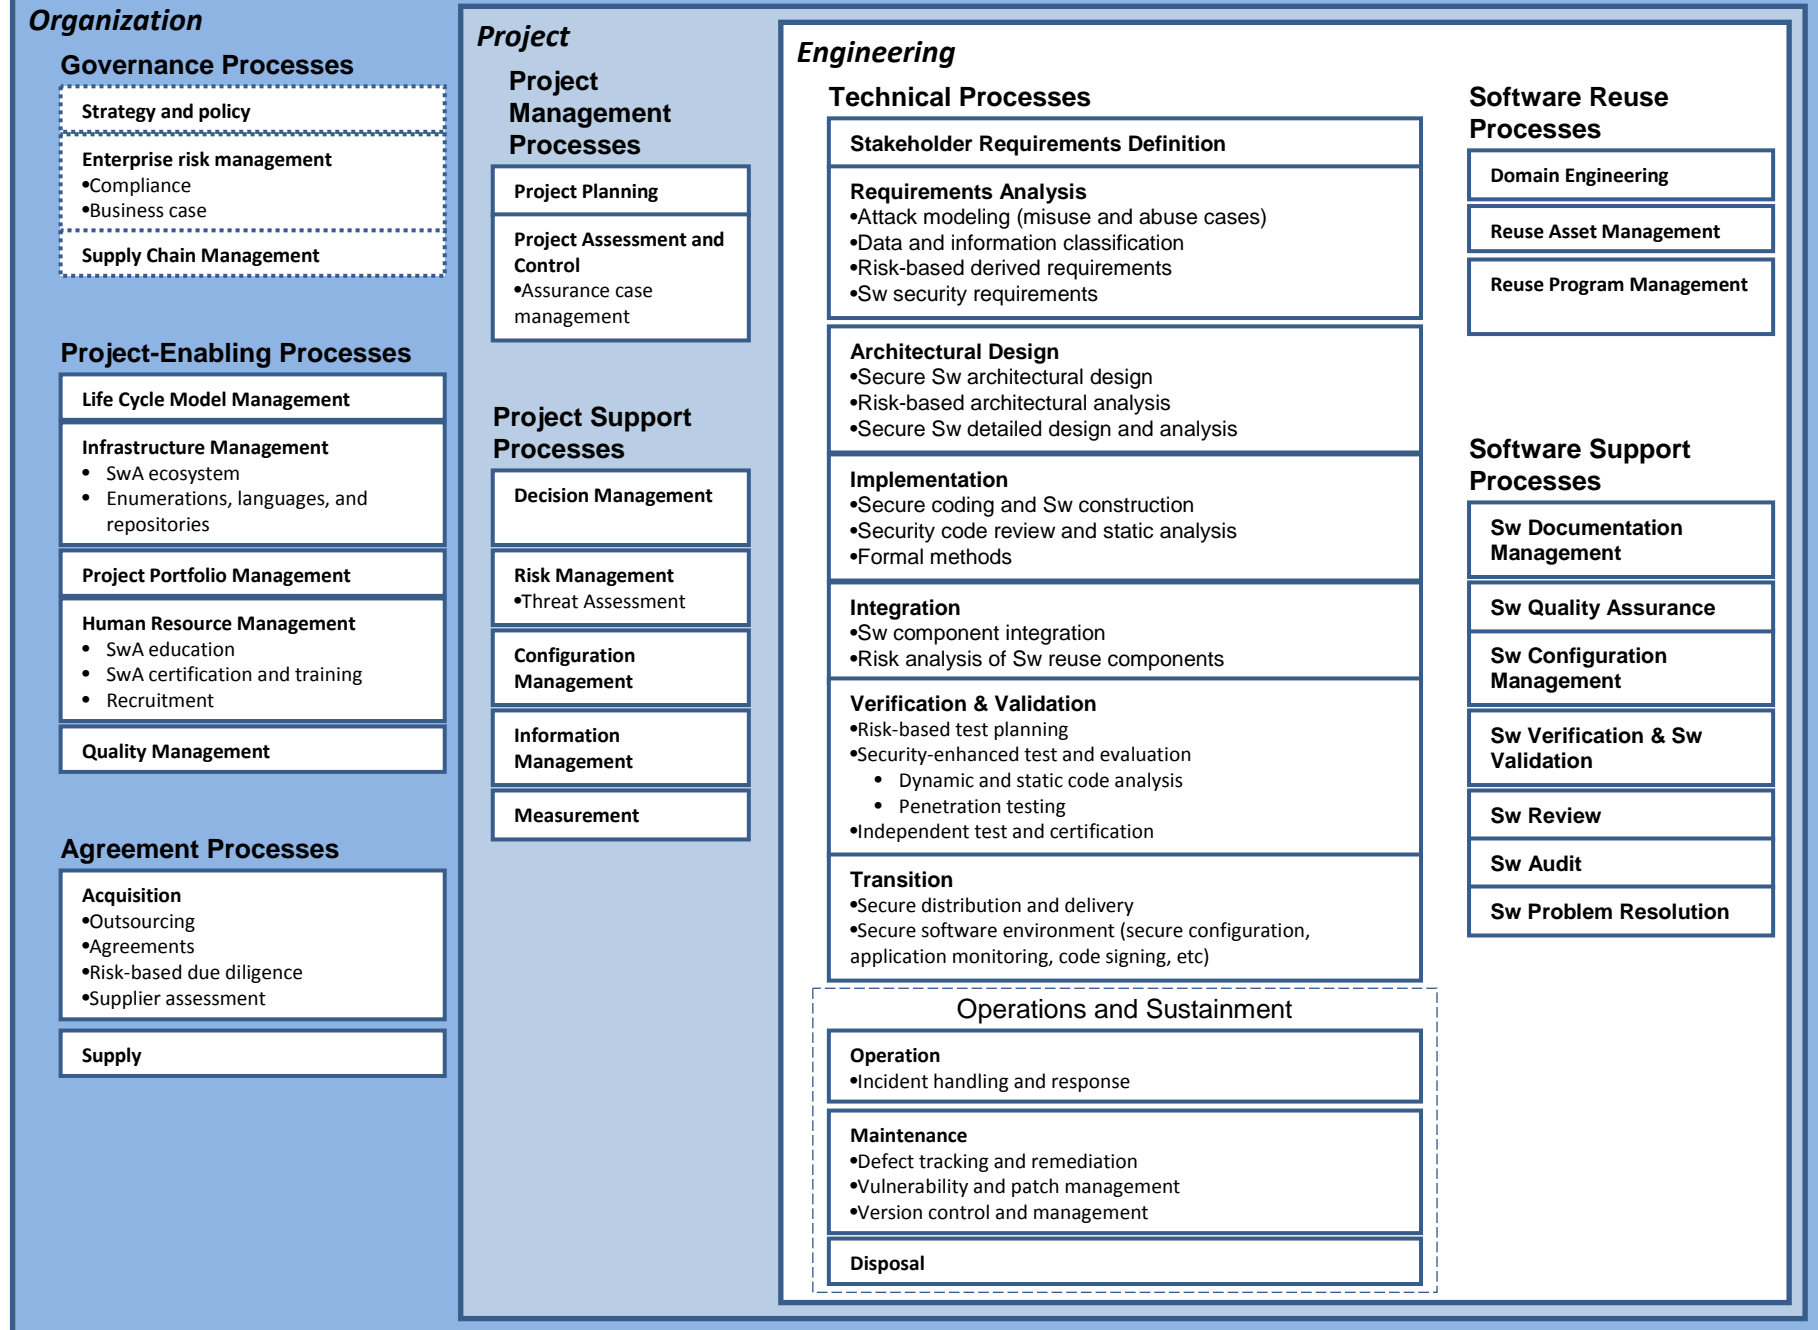 Organization
Governance Processes
Strategy and policy
Enterprise risk management
•Compliance
•Business case
Supply Chain Management
Project-Enabling Processes
Life Cycle Model Management
Infrastructure Management
• SwA ecosystem
• Enumerations, languages, and
repositories
Project Portfolio Management
Human Resource Management
• SwA education
• SwA certification and training
• Recruitment
Quality Management
Agreement Processes
Acquisition
•Outsourcing
•Agreements
•Risk-based due diligence
•Supplier assessment
Supply
Project
Project
Management
Processes
Project Planning
Project Assessment and
Control
•Assurance case
management
Project Support
Processes
Decision Management
Risk Management
•Threat Assessment
Configuration
Management
Information
Management
Measurement
Engineering
Technical Processes
Stakeholder Requirements Definition
Requirements Analysis
•Attack modeling (misuse and abuse cases)
•Data and information classification
•Risk-based derived requirements
•Sw security requirements
Architectural Design
•Secure Sw architectural design
•Risk-based architectural analysis
•Secure Sw detailed design and analysis
Implementation
•Secure coding and Sw construction
•Security code review and static analysis
•Formal methods
Integration
•Sw component integration
•Risk analysis of Sw reuse components
Verification & Validation
•Risk-based test planning
•Security-enhanced test and evaluation
• Dynamic and static code analysis
• Penetration testing
•Independent test and certification
Transition
•Secure distribution and delivery
•Secure software environment (secure configuration,
application monitoring, code signing, etc)
Operations and Sustainment
Operation
•Incident handling and response
Maintenance
•Defect tracking and remediation
•Vulnerability and patch management
•Version control and management
Disposal
Software Reuse
Processes
Domain Engineering
Reuse Asset Management
Reuse Program Management
Software Support
Processes
Sw Documentation
Management
Sw Quality Assurance
Sw Configuration
Management
Sw Verification & Sw
Validation
Sw Review
Sw Audit
Sw Problem Resolution